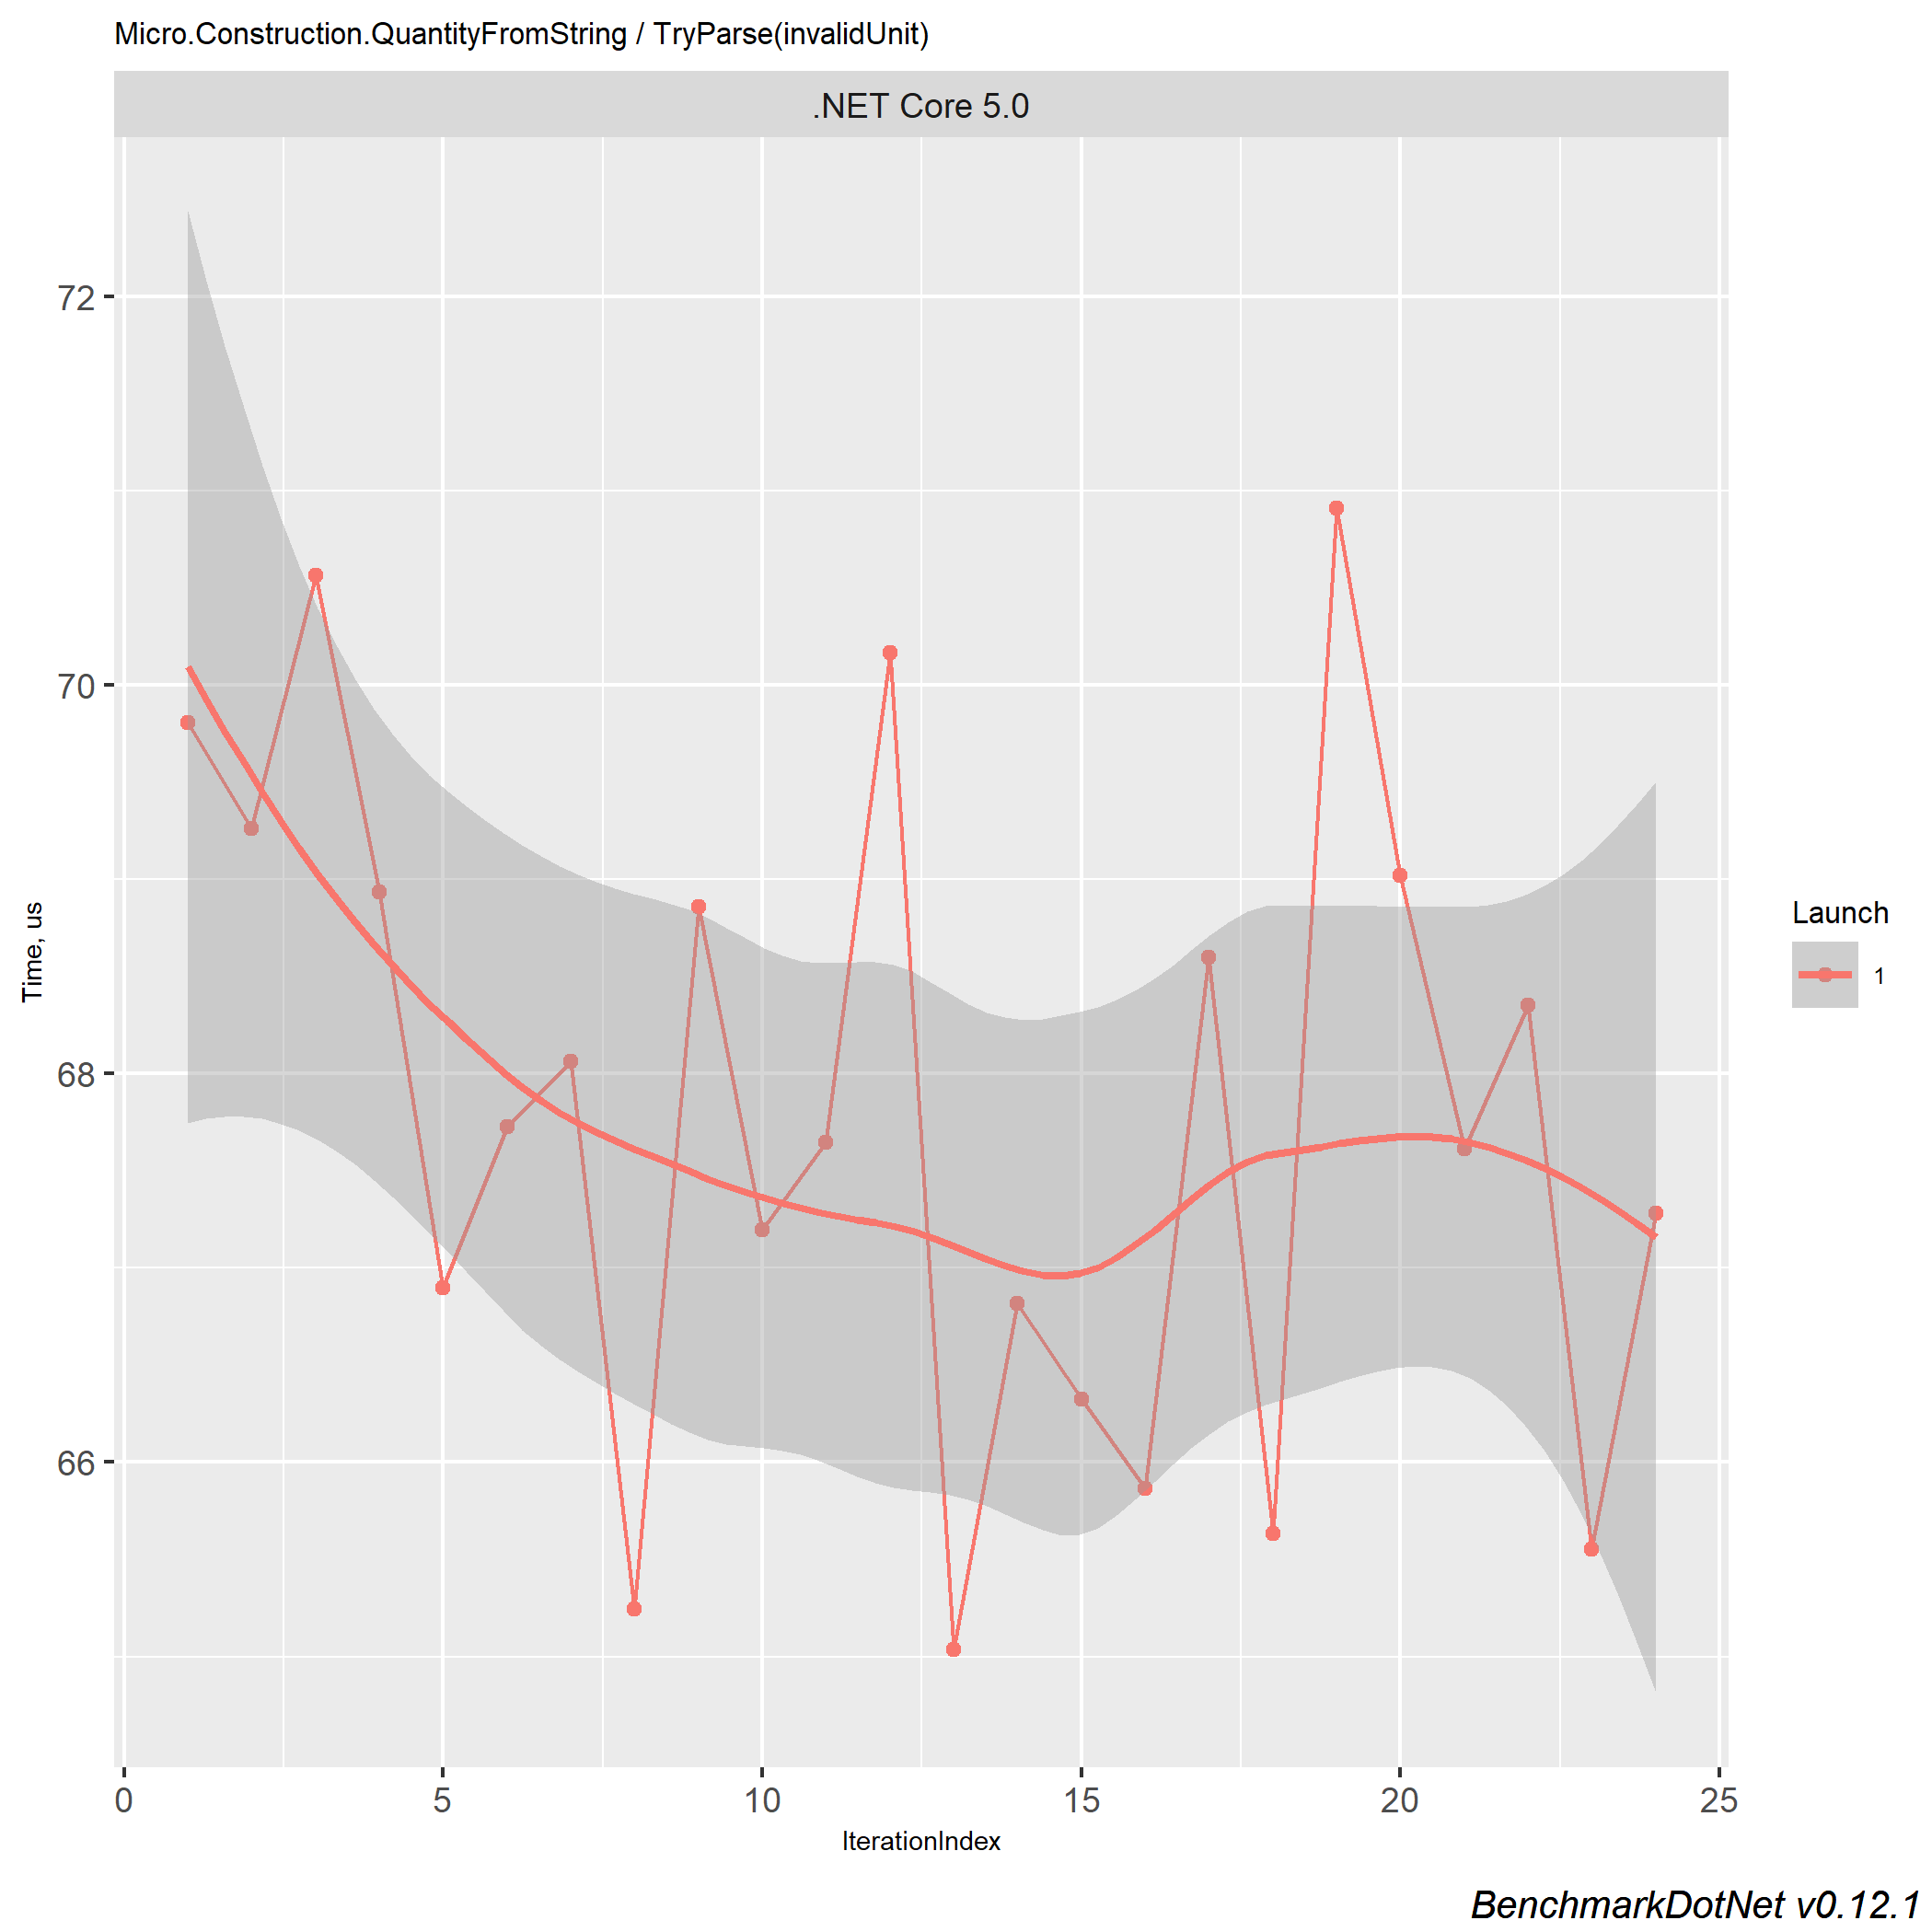 Micro.Construction.QuantityFromString / TryParse(invalidUnit)
.NET Core 5.0
72
70
68
66
Time, us
0 5 10 15 20 25
IterationIndex
Launch
1
BenchmarkDotNet v0.12.1